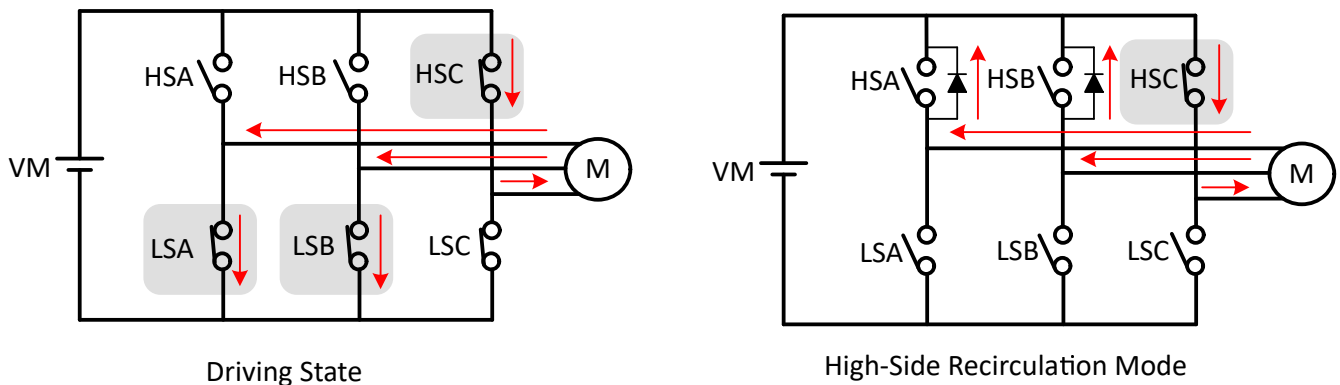 HSA
HSB
HSC
VM
M
LSA
LSB
LSC
Driving State
HSA
HSB
HSC
VM
M
LSA
LSB
LSC
High-Side Recirculation Mode